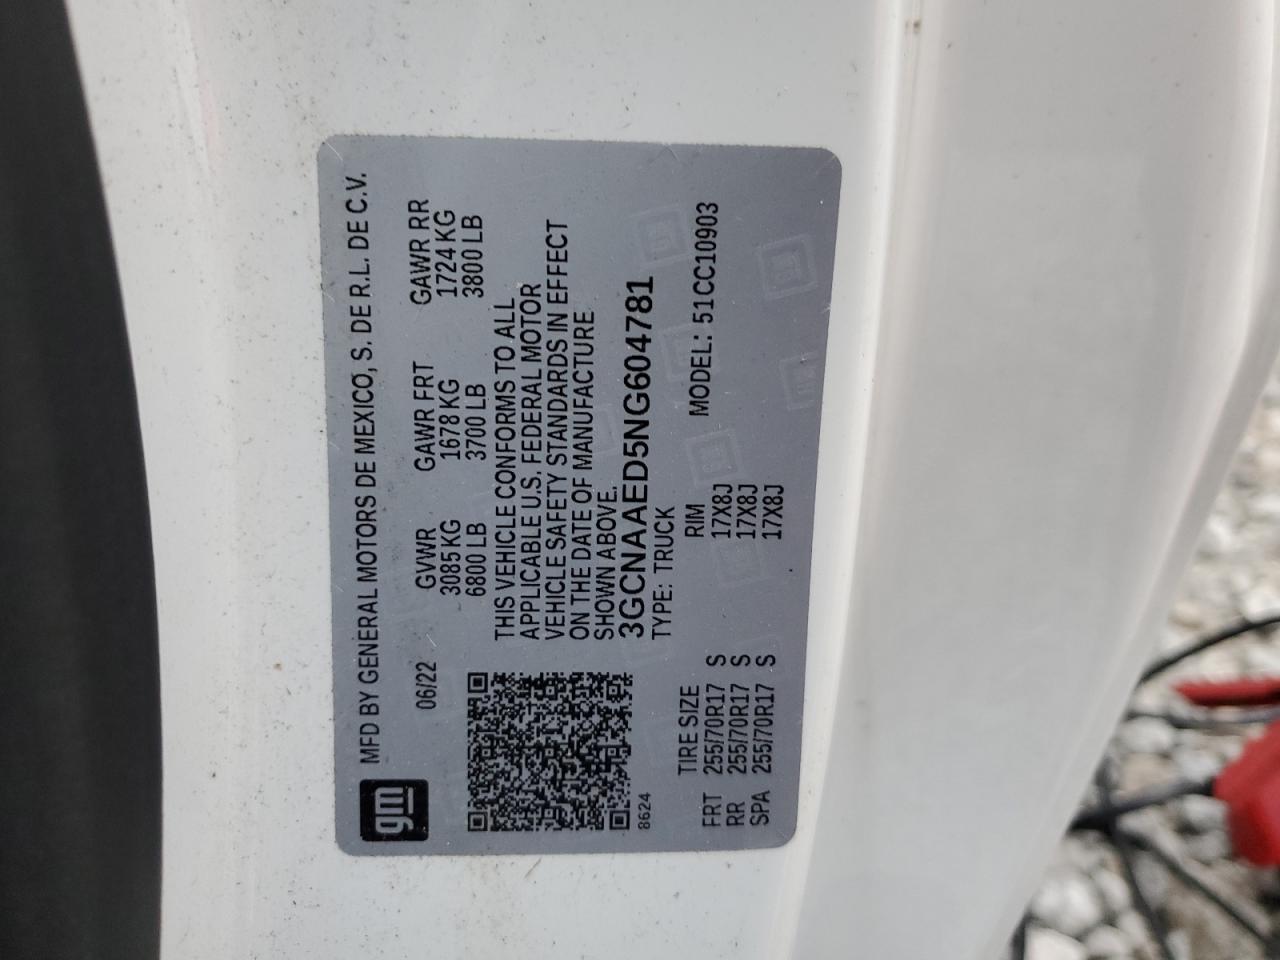 gm
MFD BY GENERAL MOTORS DE MEXICO, S. DE R.L. DE C.V.
06/22 GVWR GAWR FRT GAWR RR
3085 KG 1678 KG 1724 KG
6800 LB 3700 LB 3800 LB
THIS VEHICLE CONFORMS TO ALL
APPLICABLE U.S. FEDERAL MOTOR
VEHICLE SAFETY STANDARDS IN EFFECT
ON THE DATE OF MANUFACTURE
SHOWN ABOVE.
3GCNAAED5NG604781
8624 TYPE: TRUCK
TIRE SIZE RIM MODEL: 51CC10903
FRT 255/70R17 S 17X8J
RR 255/70R17 S 17X8J
SPA 255/70R17 S 17X8J